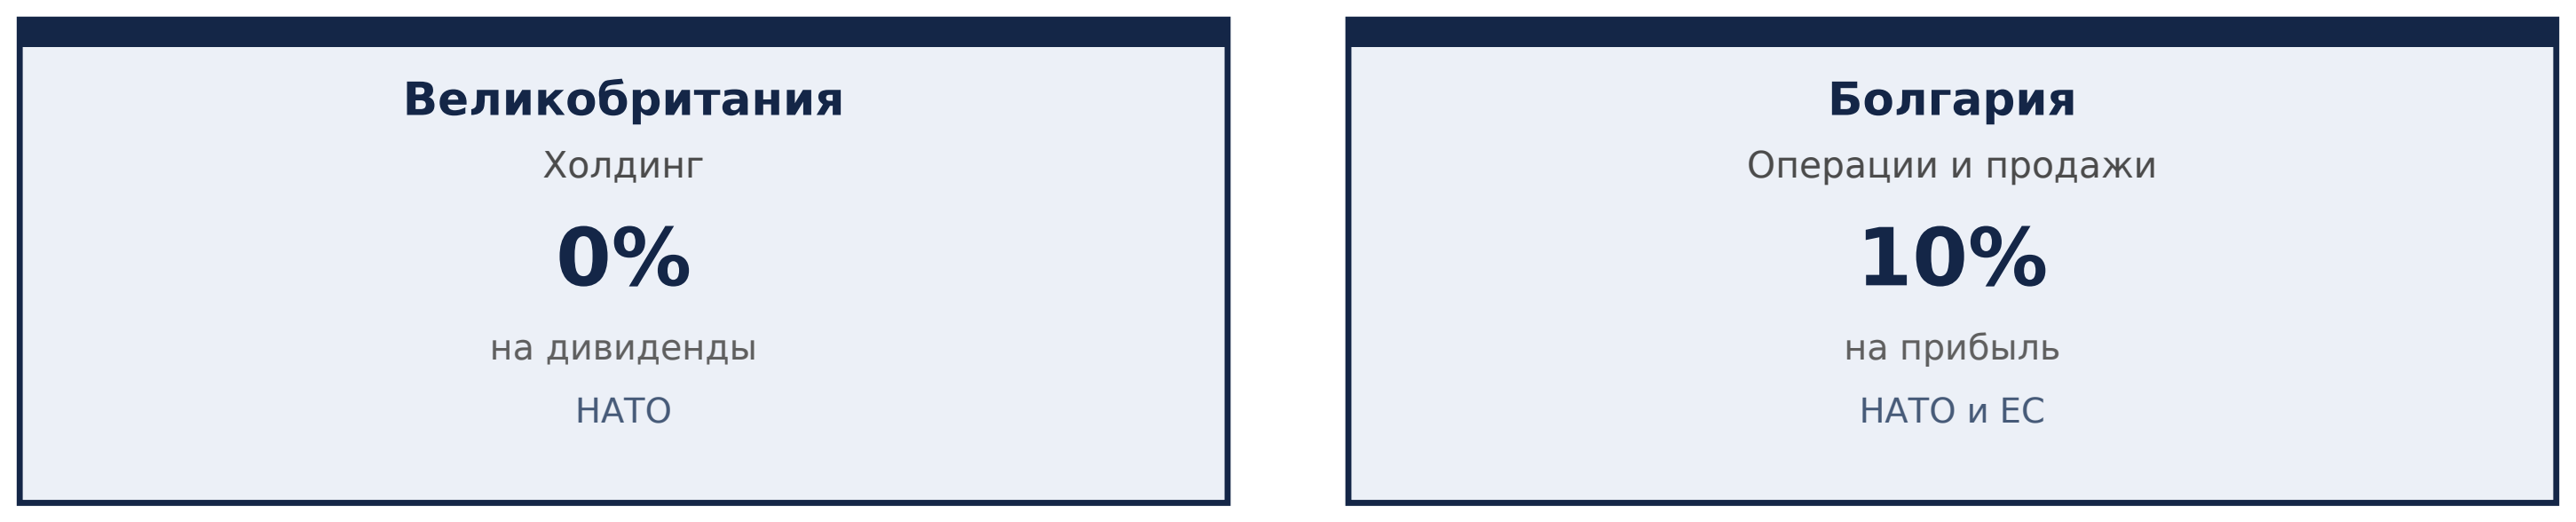 Великобритания
Холдинг
0%
на дивиденды
НАТО
Болгария
Операции и продажи
10%
на прибыль
НАТО и ЕС